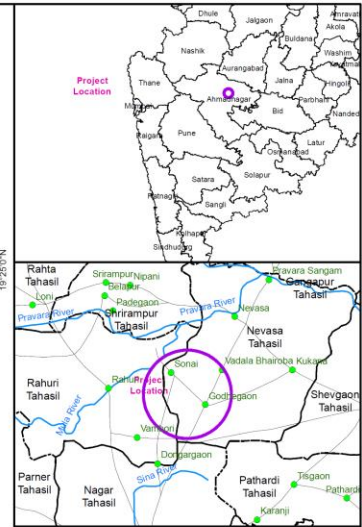 Dhule
Jalgaon
Amravati
Akola
Buldana
Nashik
Washim
Aurangabad
Project
Location
Thane
Jalna
Hingoli
Ahmadnagar
Parbhani
Nanded
Bid
Raigarh
Pune
Latur
Osmanabad
Satara
Solapur
Ratnagiri
Sangli
Kolhapur
Sindhudurg
19°25'0"N
Rahta
Tahasil
Srirampur
Nipani
Pravara Sangam
Gangapur
Tahasil
Belapur
Loni
Padegaon
Pravara River
Shrirampur
Tahasil
Nevasa
Pravara River
Nevasa
Tahasil
Sonai
Vadala Bhairoba
Kukana
Rahuri
Tahasil
Rahuri
Project
Location
Mula River
Godhegaon
Shevgaon
Tahasil
Vambori
Dongargaon
Parner
Tahasil
Nagar
Tahasil
Sina River
Pathardi
Tahasil
Tisgaon
Pathardi
Karanji